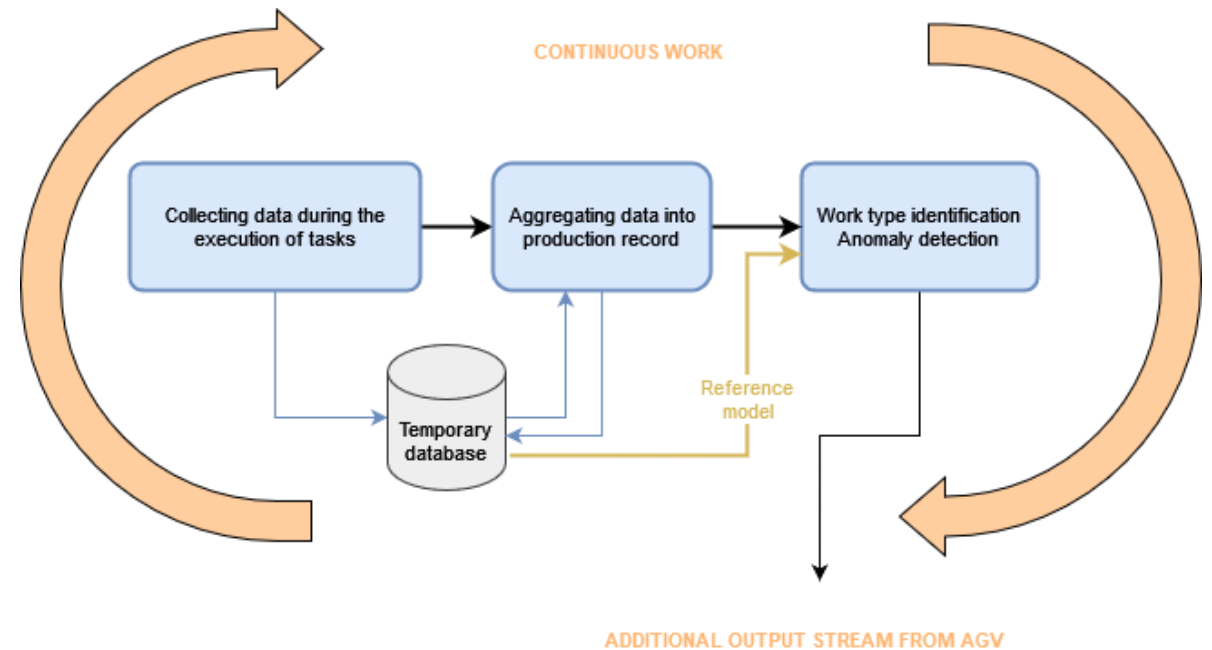 CONTINUOUS WORK
Collecting data during the
execution of tasks
Aggregating data into
production record
Work type identification
Anomaly detection
Reference
model
Temporary
database
ADDITIONAL OUTPUT STREAM FROM AGV